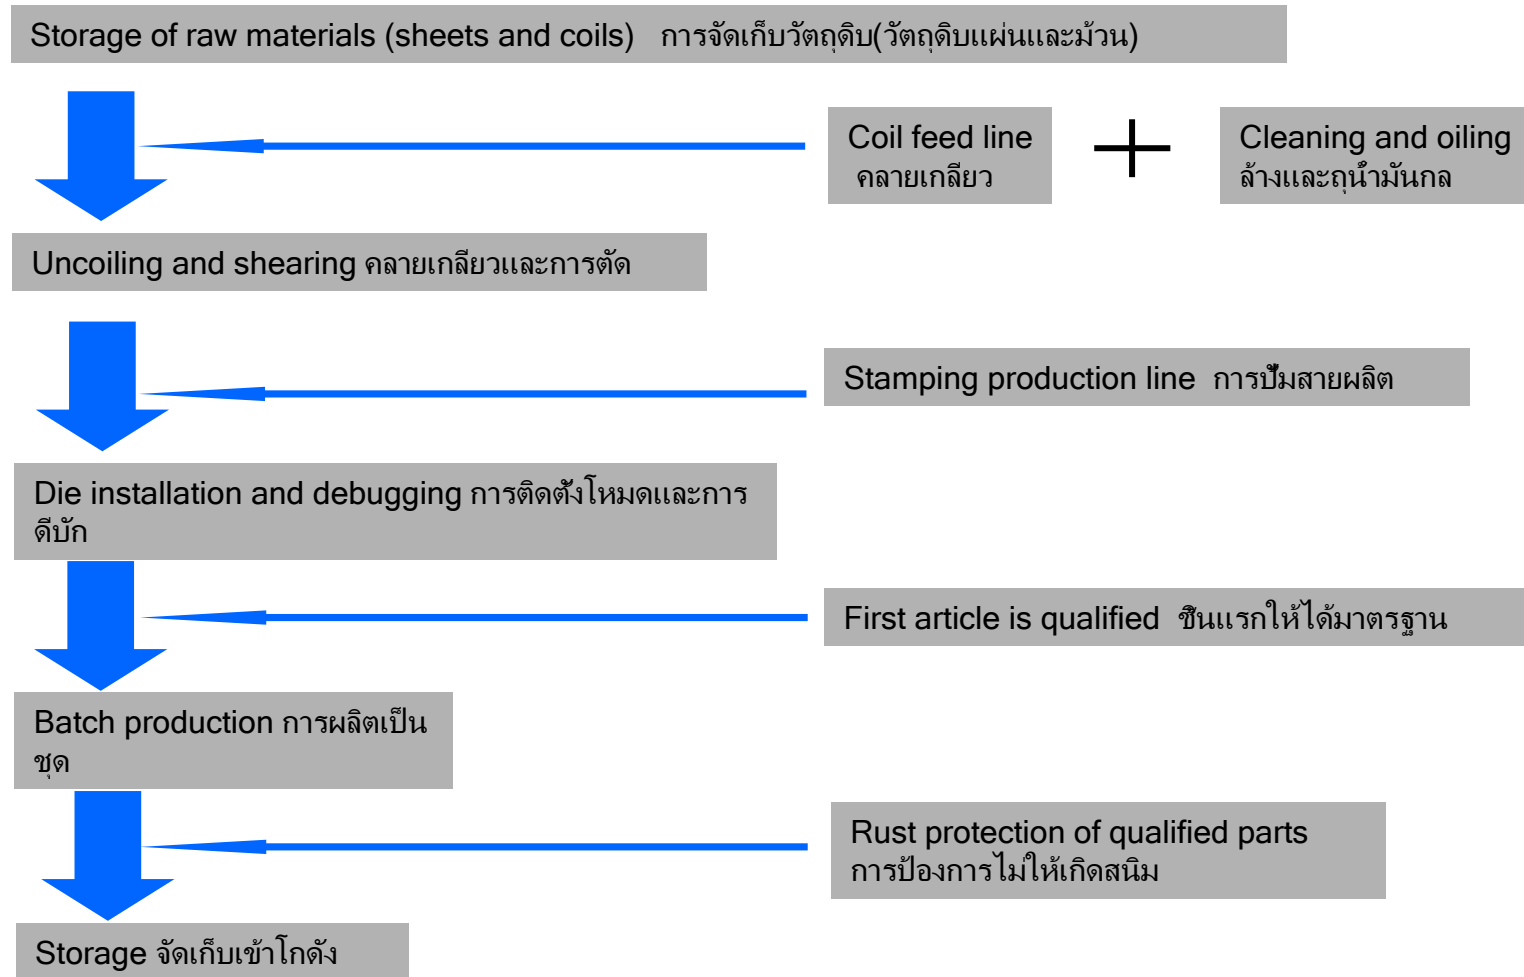 Storage of raw materials (sheets and coils) การจัดเก็บวัตถุดิบ(วัตถุดิบแผ่นและม้วน)
Coil feed line
คลายเกลียว
Cleaning and oiling
ล้างและถูน้ำมันกล
Uncoiling and shearing คลายเกลียวและการตัด
Stamping production line การปั๊มสายผลิต
Die installation and debugging การติดตั้งโหมดและการ
ดีบัก
First article is qualified ชิ้นแรกให้ได้มาตรฐาน
Batch production การผลิตเป็น
ชุด
Rust protection of qualified parts
การป้องการไม่ให้เกิดสนิม
Storage จัดเก็บเข้าโกดัง